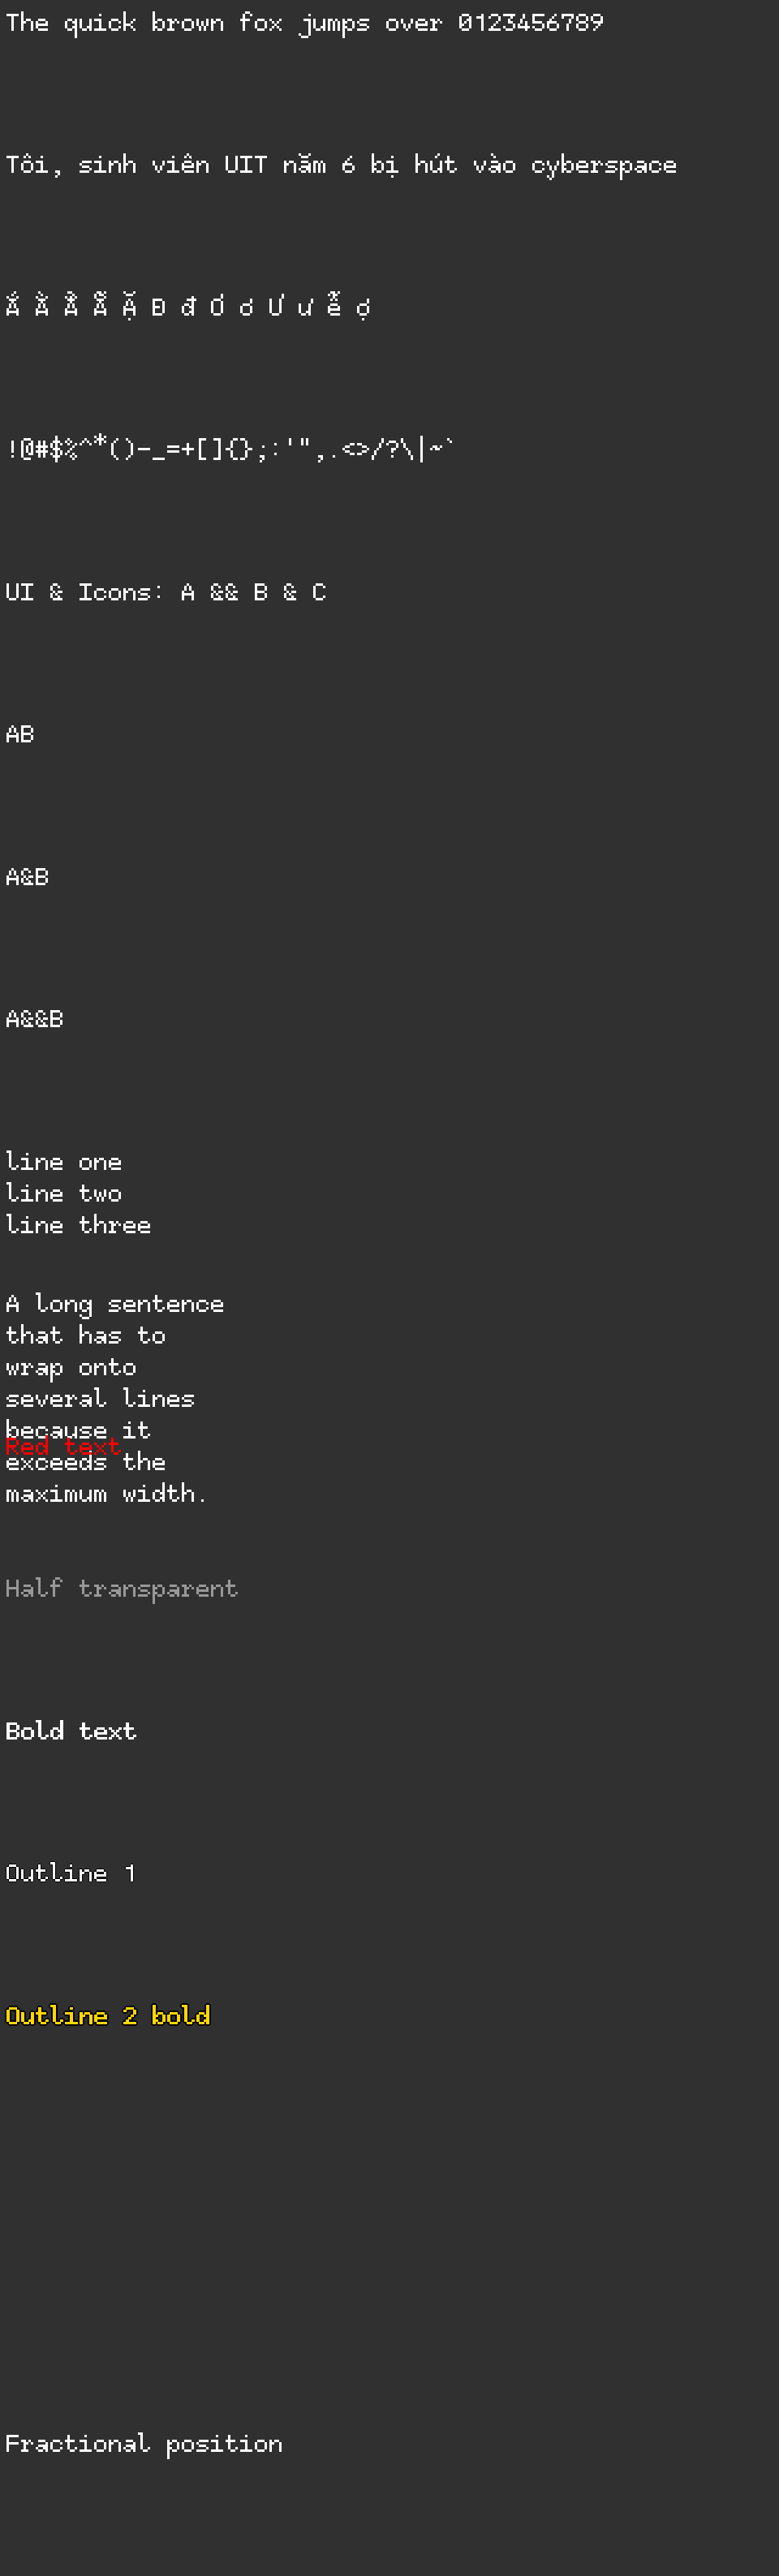 The quick brown fox jumps over 0123456789
Tôi, sinh viên UIT năm 6 bị hút vào cyberspace
Ắ Ằ Ẳ Ẵ Ặ Đ đ Ơ ơ Ư ư ễ ợ
!@#$%^*()-_=+[]{};:'",.<>/?\|~`
UI & Icons: A && B & C
AB
A&B
A&&B
line one
line two
line three
A long sentence
that has to
wrap onto
several lines
because it
Red text
exceeds the
maximum width.
Half transparent
Bold text
Outline 1
Outline 2 bold
Fractional position